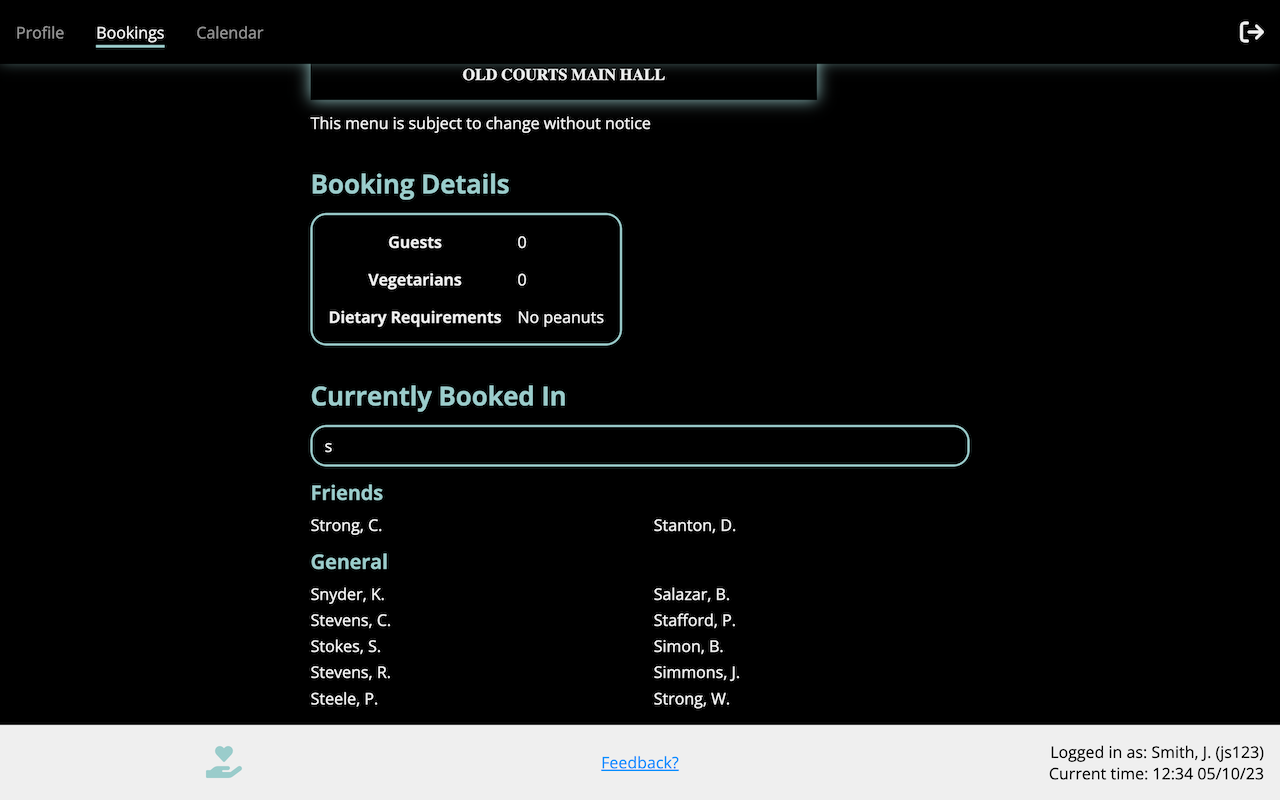 Profile Bookings Calendar
OLD COURTS MAIN HALL
This menu is subject to change without notice
Booking Details
Guests 0
Vegetarians 0
Dietary Requirements No peanuts
Currently Booked In
s
Friends
Strong, C. Stanton, D.
General
Snyder, K. Salazar, B.
Stevens, C. Stafford, P.
Stokes, S. Simon, B.
Stevens, R. Simmons, J.
Steele, P. Strong, W.
Feedback?
Logged in as: Smith, J. (js123)
Current time: 12:34 05/10/23